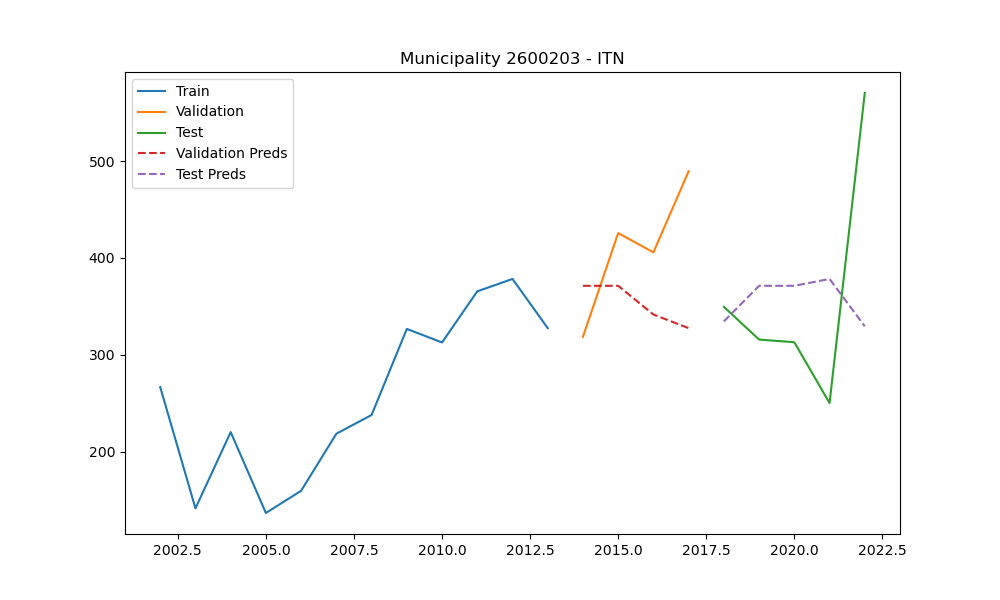 Municipality 2600203 - ITN
Train
Validation
Test
Validation Preds
Test Preds
500
400
300
200
2002.5 2005.0 2007.5 2010.0 2012.5 2015.0 2017.5 2020.0 2022.5